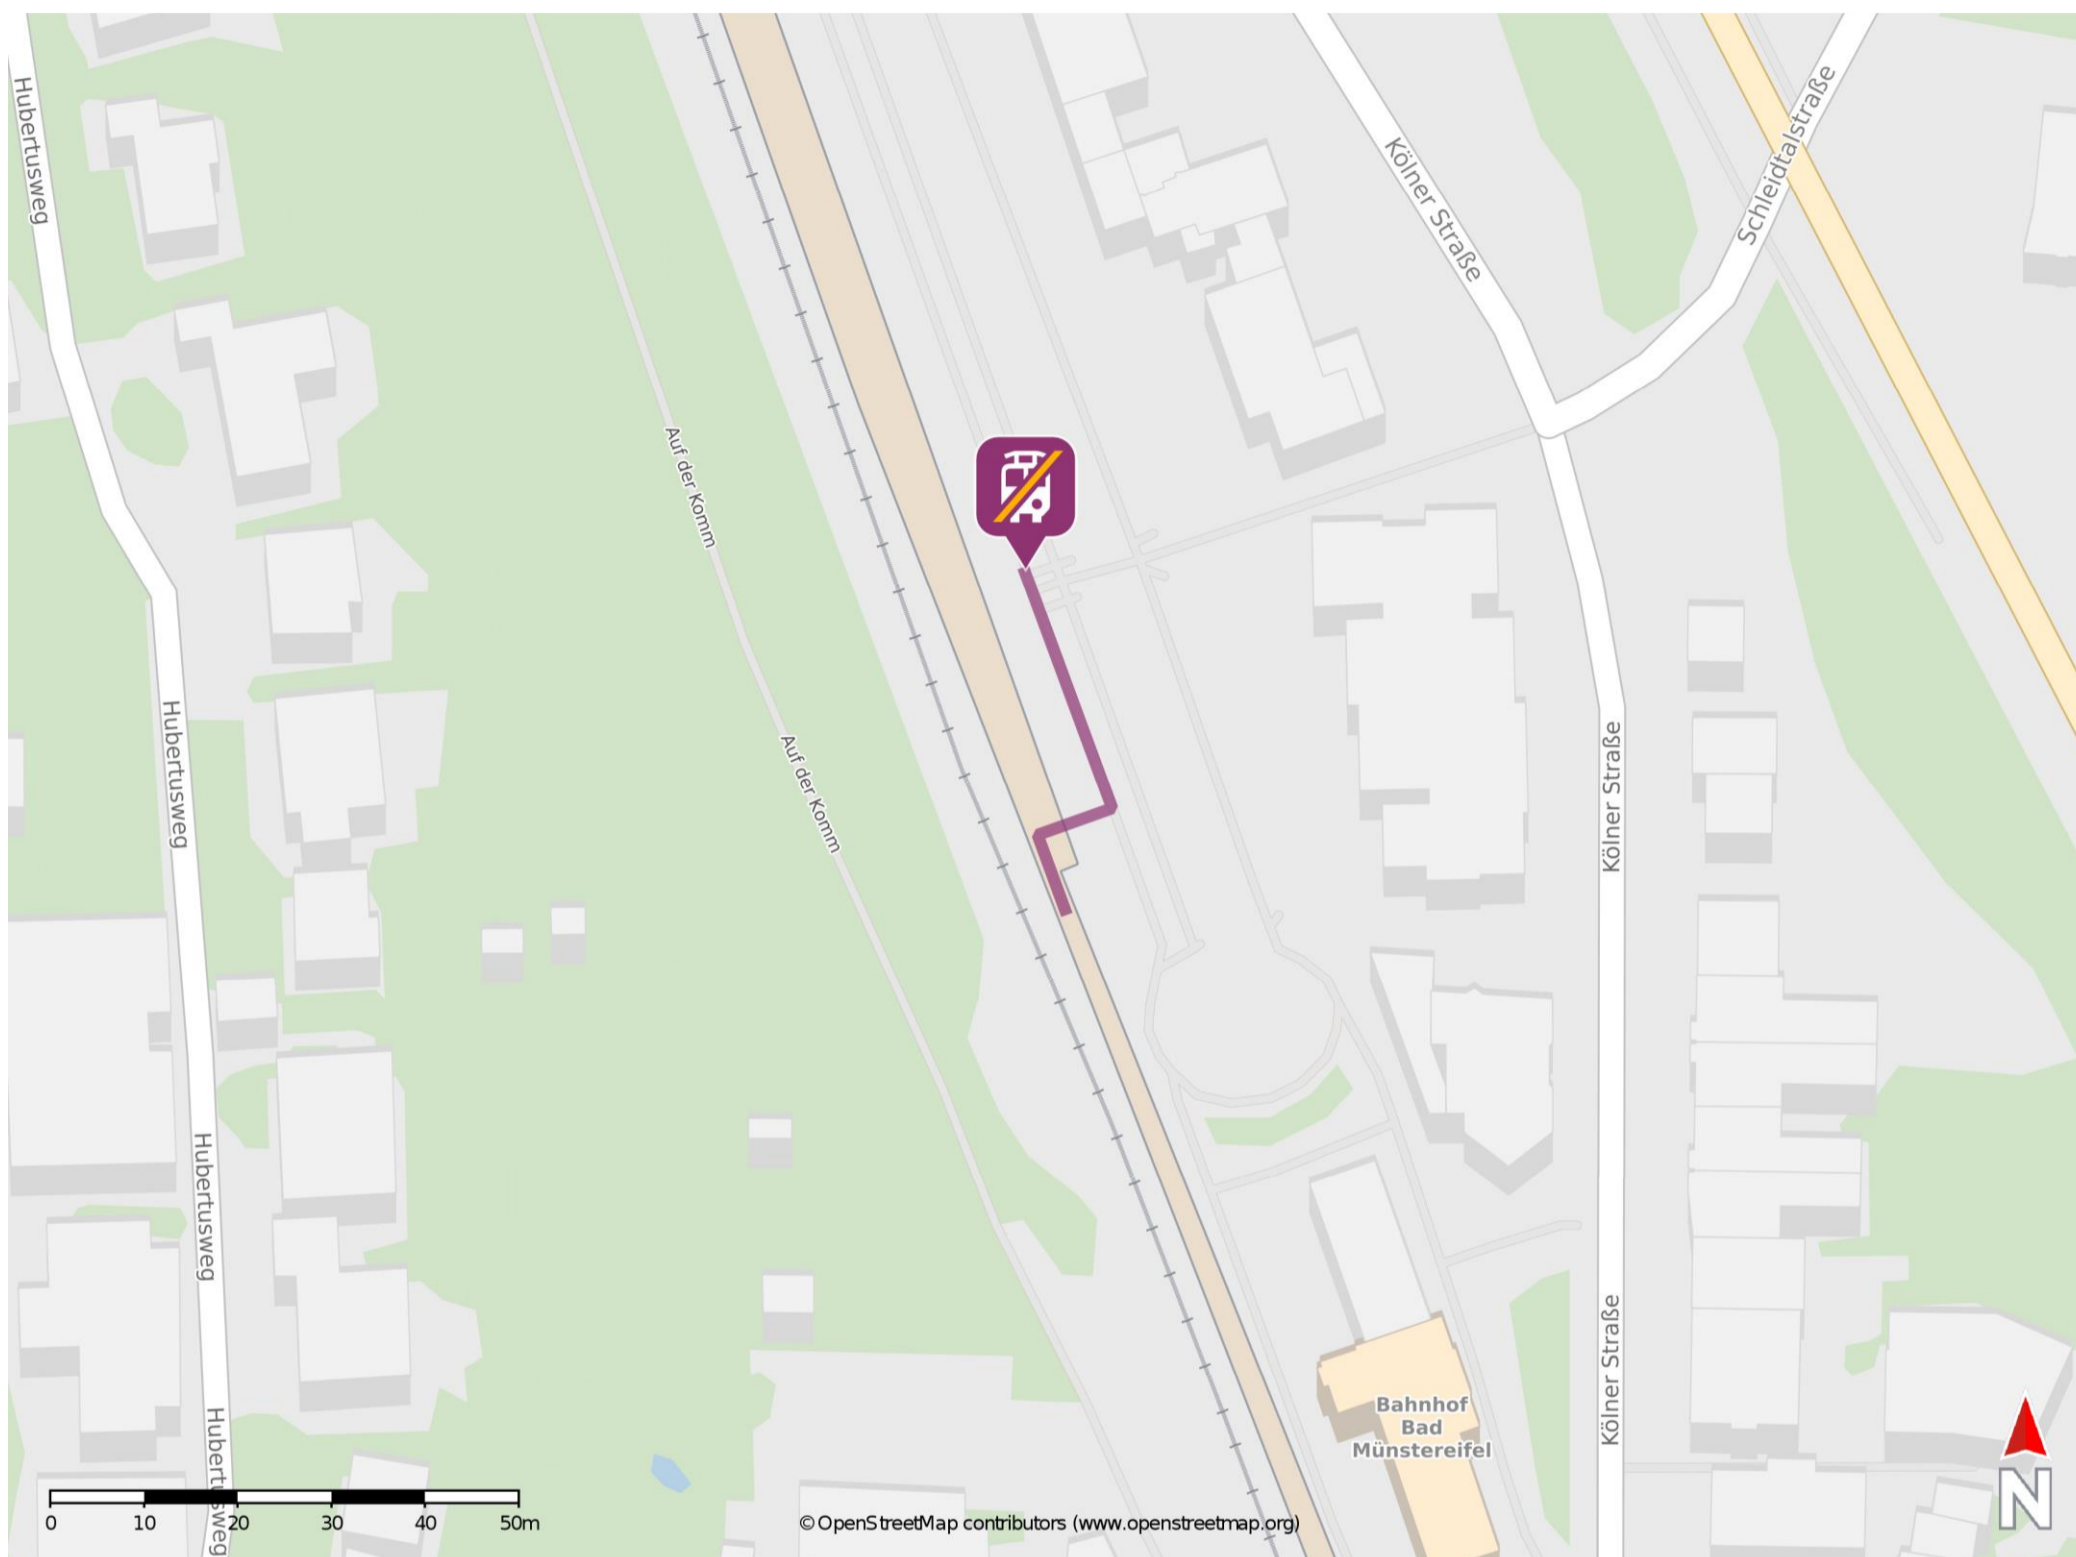 Hubertusweg
Kölner Straße
Schleidtalstraße
Auf der Komm
Hubertusweg
Auf der Komm
Kölner Straße
Hubertusweg
Kölner Straße
Hubertusweg
Bahnhof
Bad
Münstereifel
N
0 10 20 30 40 50m
© OpenStreetMap contributors (www.openstreetmap.org)